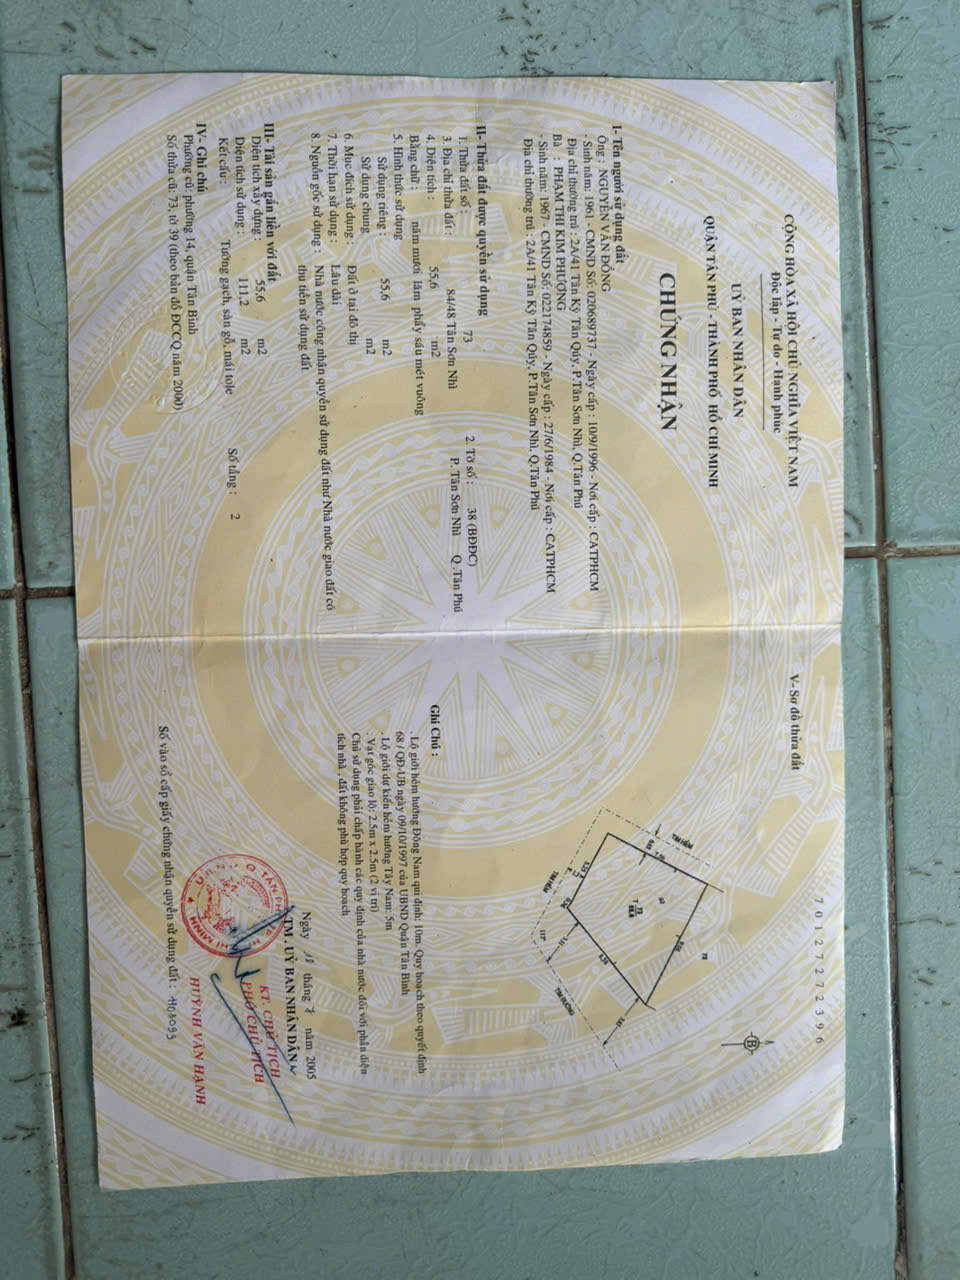 CỘNG HÒA XÃ HỘI CHỦ NGHĨA VIỆT NAM
Độc lập - Tự do - Hạnh phúc
UỶ BAN NHÂN DÂN
QUẬN TÂN PHÚ - THÀNH PHỐ HỒ CHÍ MINH
CHỨNG NHẬN
I- Tên người sử dụng đất
Ông : NGUYỄN VĂN ĐÔNG
- Sinh năm: 1961 - CMND Số: 020689737 - Ngày cấp : 10/9/1996 - Nơi cấp : CATPHCM
Địa chỉ thường trú : 2A/41 Tân Kỳ Tân Qúy, P.Tân Sơn Nhì, Q.Tân Phú
Bà : PHẠM THỊ KIM PHƯỢNG
- Sinh năm: 1967 - CMND Số: 022174859 - Ngày cấp : 27/6/1984 - Nơi cấp : CATPHCM
Địa chỉ thường trú : 2A/41 Tân Kỳ Tân Qúy, P.Tân Sơn Nhì, Q.Tân Phú
II- Thửa đất được quyền sử dụng
1. Thửa đất số : 73 2. Tờ số : 38 (BĐĐC)
3. Địa chỉ thửa đất : 84/48 Tân Sơn Nhì P. Tân Sơn Nhì Q .Tân Phú
4. Diện tích : 55,6 m2
Bằng chữ : năm mươi lăm phẩy sáu mét vuông
5. Hình thức sử dụng
Sử dụng riêng : 55,6 m2
Sử dụng chung : m2
6. Mục đích sử dụng : Đất ở tại đô thị
7. Thời hạn sử dụng : Lâu dài
8 Nguồn gốc sử dụng : Nhà nước công nhận quyền sử dụng đất như Nhà nước giao đất có
thu tiền sử dụng đất
III- Tài sản gắn liền với đất
Diện tích xây dựng : 55,6 m2
Diện tích sử dụng : 111,2 m2
Kết cấu : Tường gạch, sàn gỗ, mái tole Số tầng : 2
IV- Ghi chú
Phường cũ: phường 14, quận Tân Bình
Số thửa cũ: 73, tờ 39 (theo bản đồ ĐCCQ năm 2000)
701272723​96
V- Sơ đồ thửa đất
B
72
TIM HẺM
T 73
TIM HẺM
TIM ĐƯỜNG
Ghi Chú :
. Lộ giới hẻm hướng Đông Nam qui định: 10m. Quy hoạch theo quyết định
68 / QĐ-UB ngày 09/10/1997 của UBND Quận Tân Bình
. Lộ giới dự kiến hẻm hướng Tây Nam: 5m
. Vạt góc giao lộ: 2.5m x 2.5m (2 vị trí)
Chủ sử dụng phải chấp hành các quy định của nhà nước đối với phần diện
tích nhà , đất không phù hợp quy hoạch
Ngày 18 tháng 7 năm 2005
TM . UỶ BAN NHÂN DÂN
KT. CHỦ TỊCH
PHÓ CHỦ TỊCH
HUỲNH VĂN HẠNH
Số vào sổ cấp giấy chứng nhận quyền sử dụng đất :